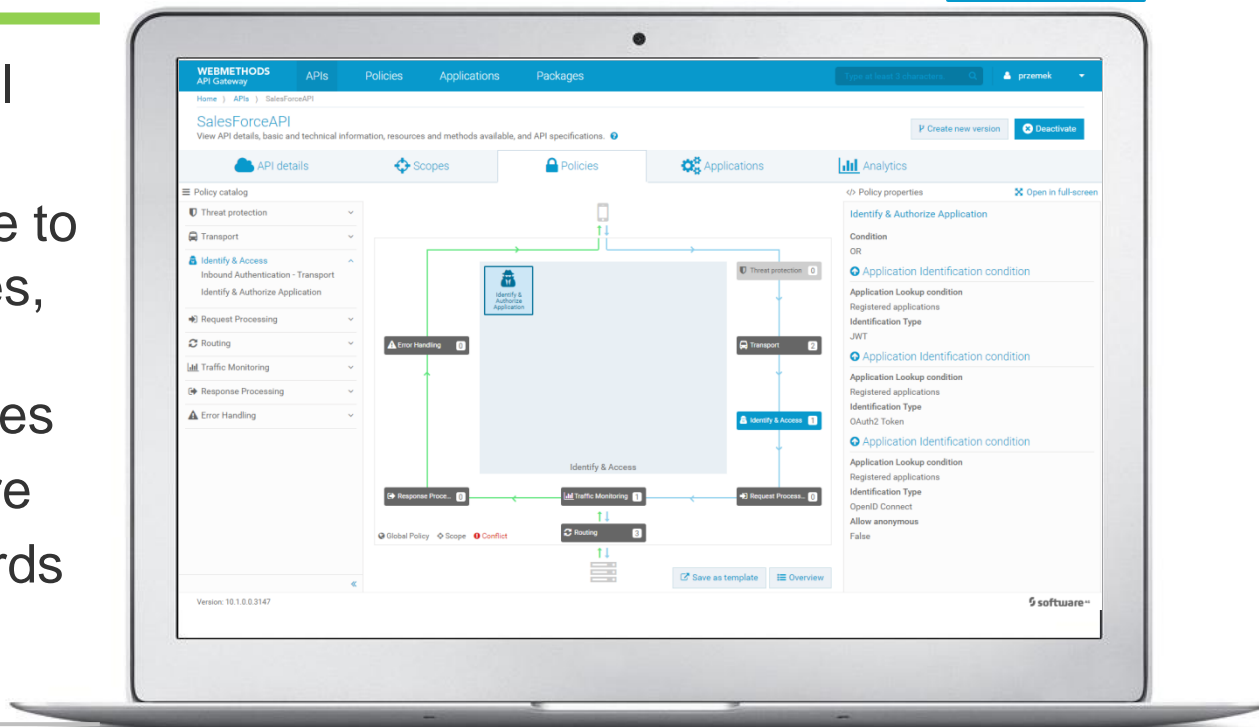 l
e to
es,
es
re
rds
WEBMETHODS
API Gateway
APIs
Policies
Applications
Packages
Type at least 3 characters
przemek
Home ) APIs ) SalesForceAPI
SalesForceAPI
View API details, basic and technical information, resources and methods available, and API specifications. ?
Create new version
Deactivate
API details
Scopes
Policies
Applications
Analytics
Policy catalog
Threat protection
Transport
Identify & Access
Inbound Authentication - Transport
Identify & Authorize Application
Request Processing
Routing
Traffic Monitoring
Response Processing
Error Handling
Identify &
Authorize
Application
Threat protection 0
Error Handling 0
Transport 2
Identify & Access 1
Identify & Access
Response Proce.. 0
Traffic Monitoring 1
Request Process.. 0
Routing 3
Global Policy Scope Conflict
Save as template
Overview
</> Policy properties
Open in full-screen
Identify & Authorize Application
Condition
OR
Application Identification condition
Application Lookup condition
Registered applications
Identification Type
JWT
Application Identification condition
Application Lookup condition
Registered applications
Identification Type
OAuth2 Token
Application Identification condition
Application Lookup condition
Registered applications
Identification Type
OpenID Connect
Allow anonymous
False
Version: 10.1.0.0.3147
software AG